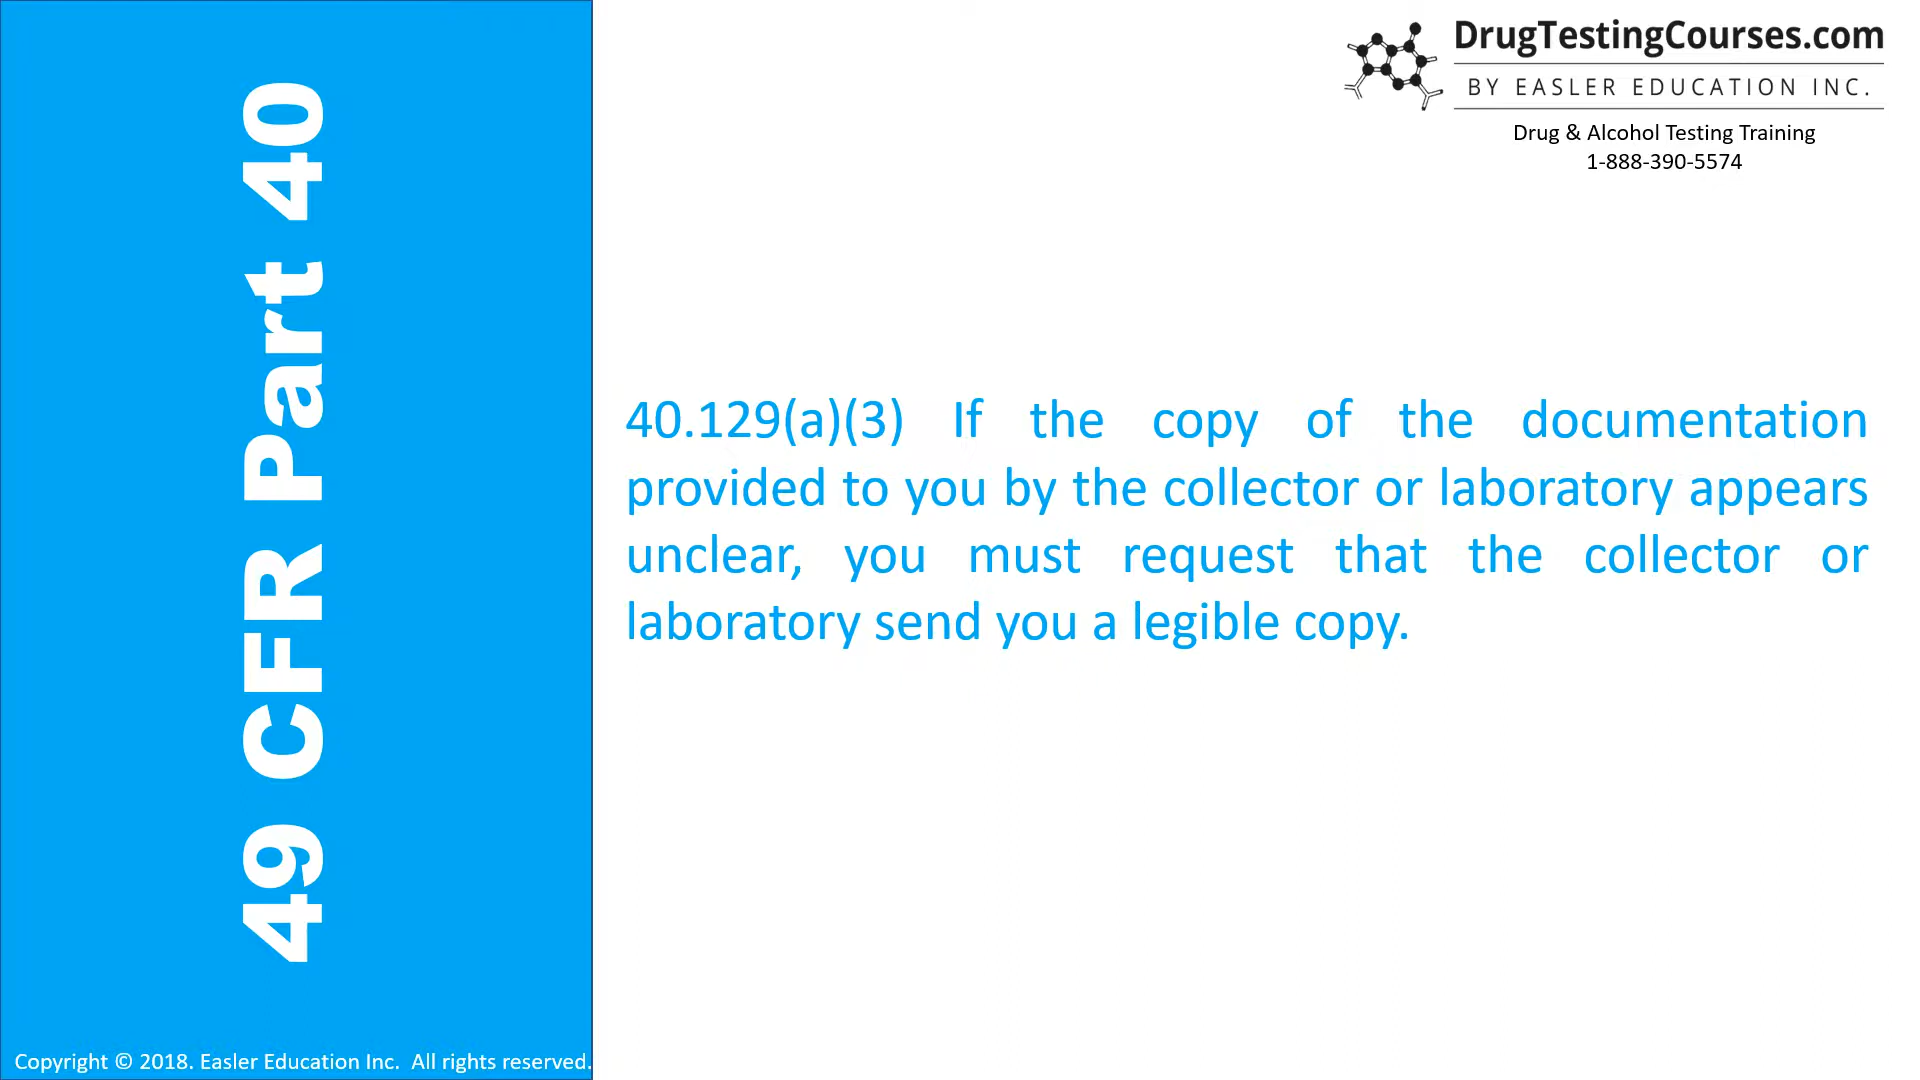 49 CFR Part 40
DrugTestingCourses.com
BY EASLER EDUCATION INC.
Drug & Alcohol Testing Training
1-888-390-5574
40.129(a)(3) If the copy of the documentation
provided to you by the collector or laboratory appears
unclear, you must request that the collector or
laboratory send you a legible copy.
Copyright © 2018. Easler Education Inc. All rights reserved.